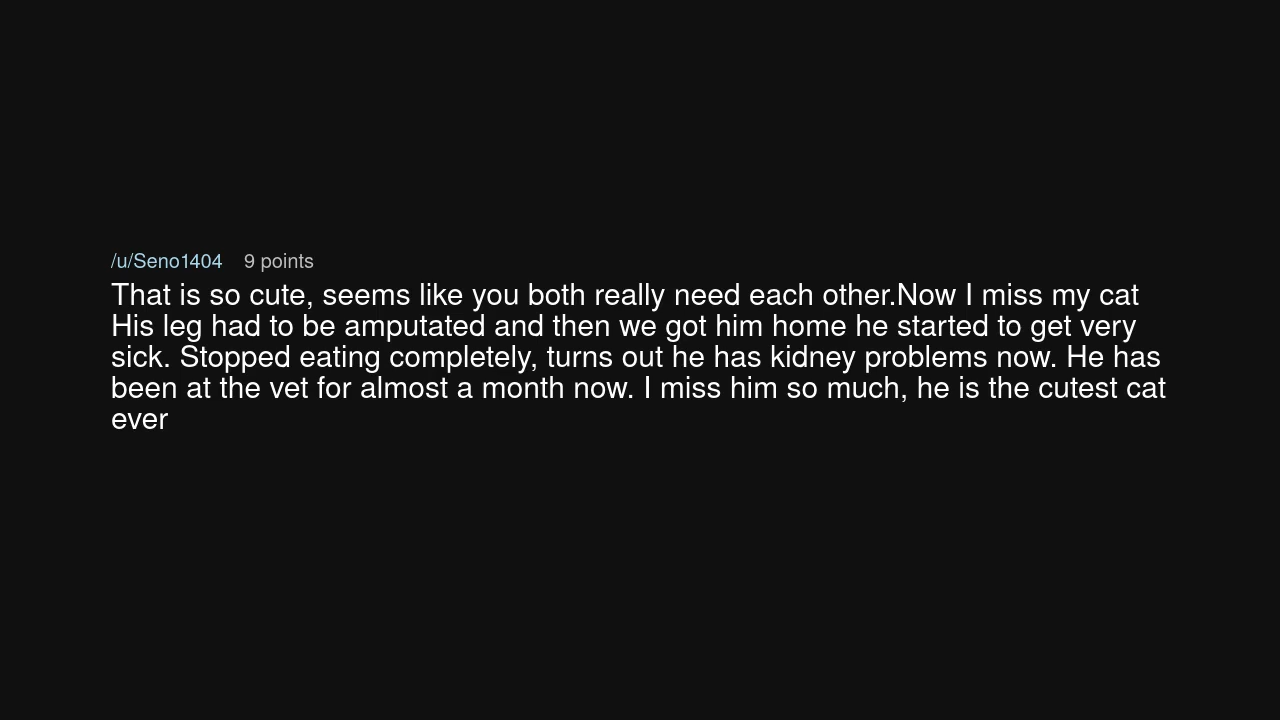 /u/Seno1404 9 points
That is so cute, seems like you both really need each other.Now I miss my cat
His leg had to be amputated and then we got him home he started to get very
sick. Stopped eating completely, turns out he has kidney problems now. He has
been at the vet for almost a month now. I miss him so much, he is the cutest cat
ever